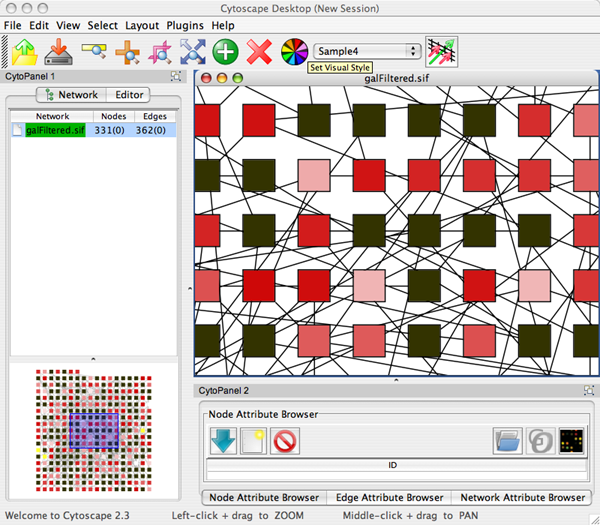 Cytoscape Desktop (New Session)
File Edit View Select Layout Plugins Help
Sample4
Set Visual Style
CytoPanel 1
Network Editor
Network Nodes Edges
galFiltered.sif 331(0) 362(0)
galFiltered.sif
CytoPanel 2
Node Attribute Browser
ID
Node Attribute Browser Edge Attribute Browser Network Attribute Browser
Welcome to Cytoscape 2.3 Left-click + drag to ZOOM Middle-click + drag to PAN